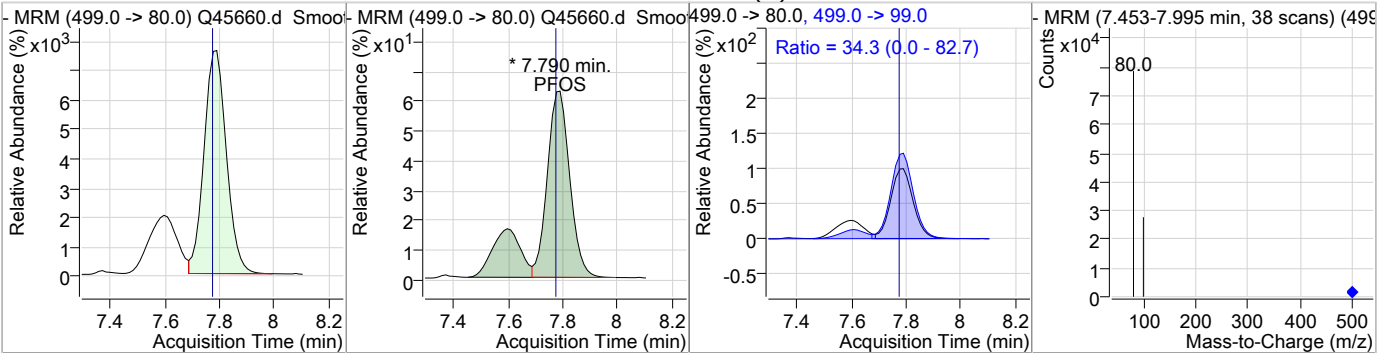 - MRM (499.0 -> 80.0) Q45660.d Smoo
x10³
Relative Abundance (%)
6
5
4
3
2
1
0
7.4 7.6 7.8 8 8.2
Acquisition Time (min)
- MRM (499.0 -> 80.0) Q45660.d Smoo
x10¹
Relative Abundance (%)
* 7.790 min.
PFOS
6
5
4
3
2
1
0
7.4 7.6 7.8 8 8.2
Acquisition Time (min)
499.0 -> 80.0, 499.0 -> 99.0
x10²
Ratio = 34.3 (0.0 - 82.7)
Relative Abundance (%)
2
1.5
1
0.5
0
-0.5
7.4 7.6 7.8 8 8.2
Acquisition Time (min)
- MRM (7.453-7.995 min, 38 scans) (499
x10⁴
Counts
80.0
7
6
5
4
3
2
1
0
100 200 300 400 500
Mass-to-Charge (m/z)